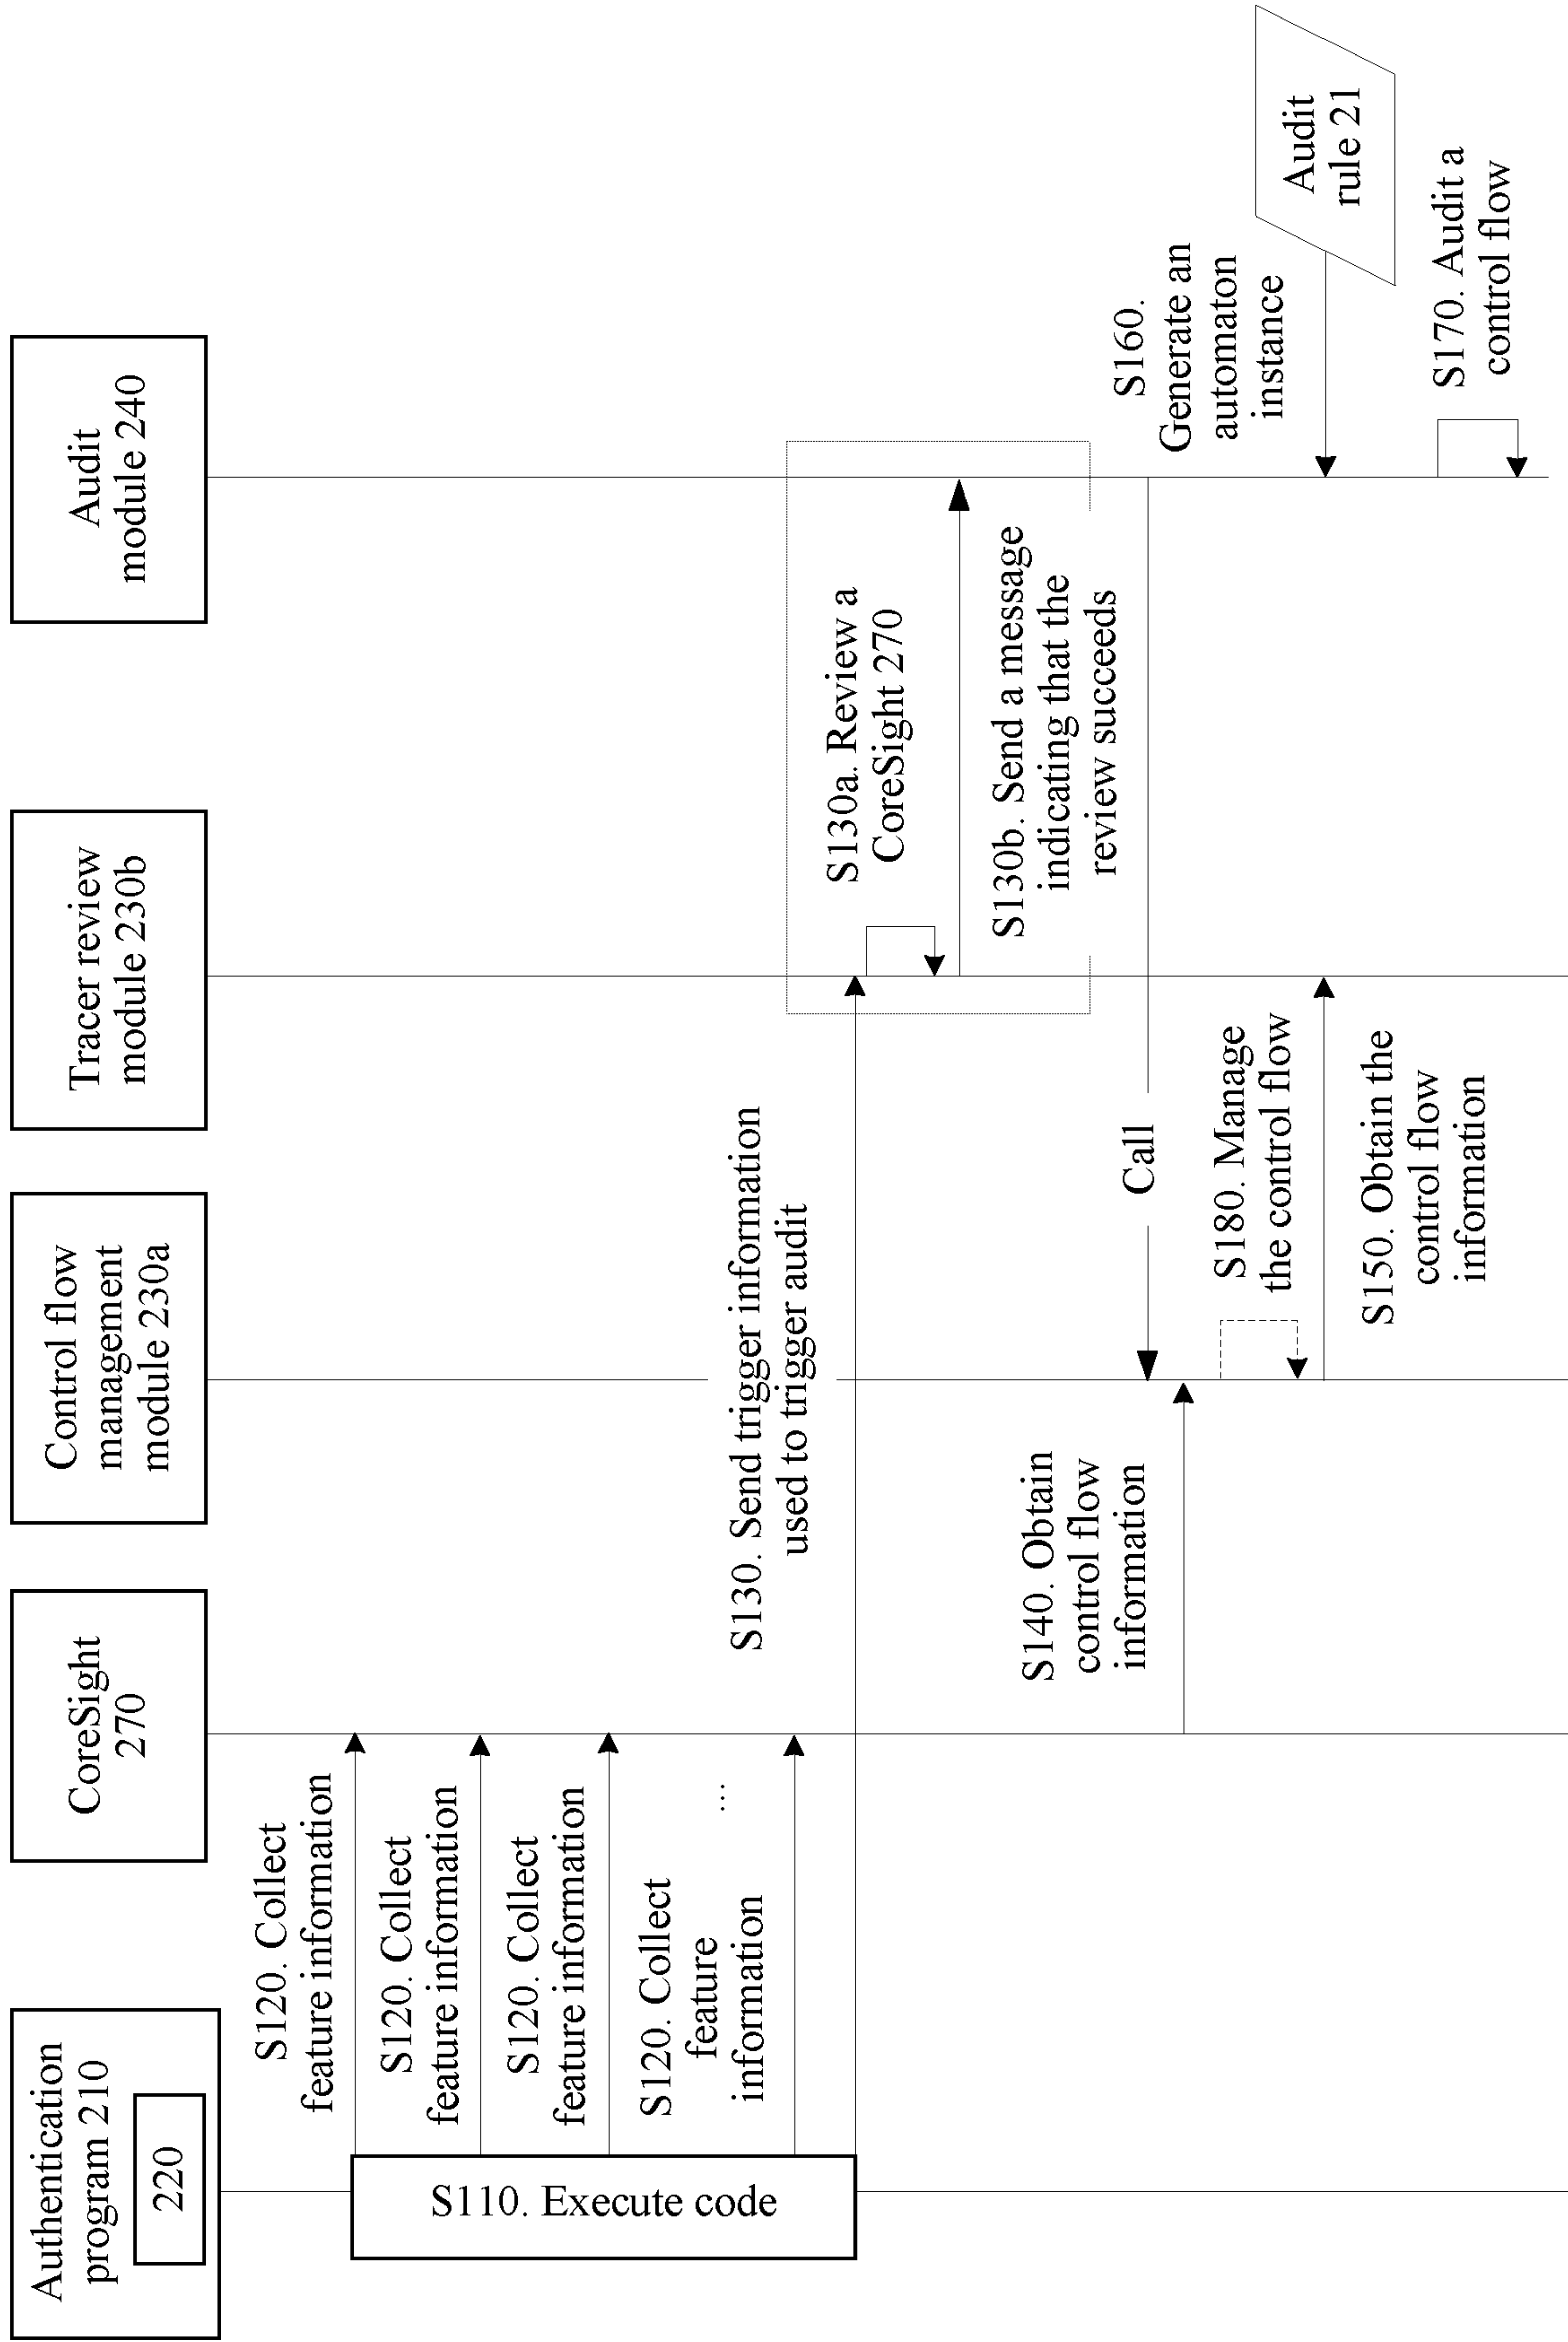 Authentication
program 210
220
CoreSight
270
Control flow
management
module 230a
Tracer review
module 230b
Audit
module 240
S110. Execute code
S120. Collect
feature information
S120. Collect
feature information
S120. Collect
feature information
S120. Collect
feature
information
...
S130. Send trigger information
used to trigger audit
S130a. Review a
CoreSight 270
S130b. Send a message
indicating that the
review succeeds
Call
S140. Obtain
control flow
information
S180. Manage
the control flow
S150. Obtain the
control flow
information
S160.
Generate an
automaton
instance
Audit
rule 21
S170. Audit a
control flow